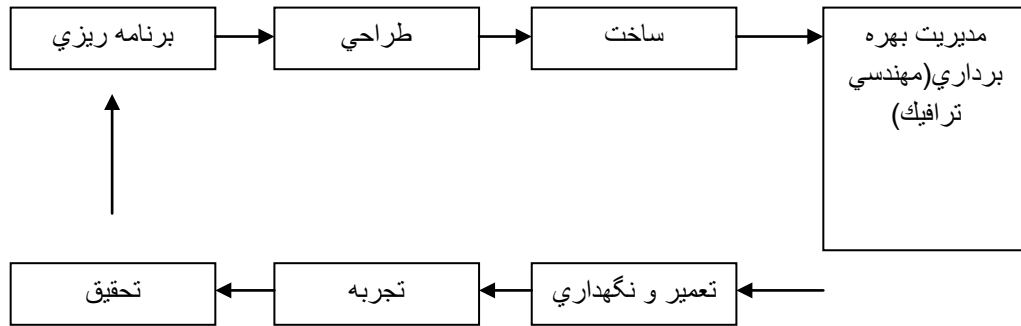 برنامه ريزي
طراحي
ساخت
مديريت بهره
برداري(مهندسي
ترافيك)
تعمير و نگهداري
تجربه
تحقيق